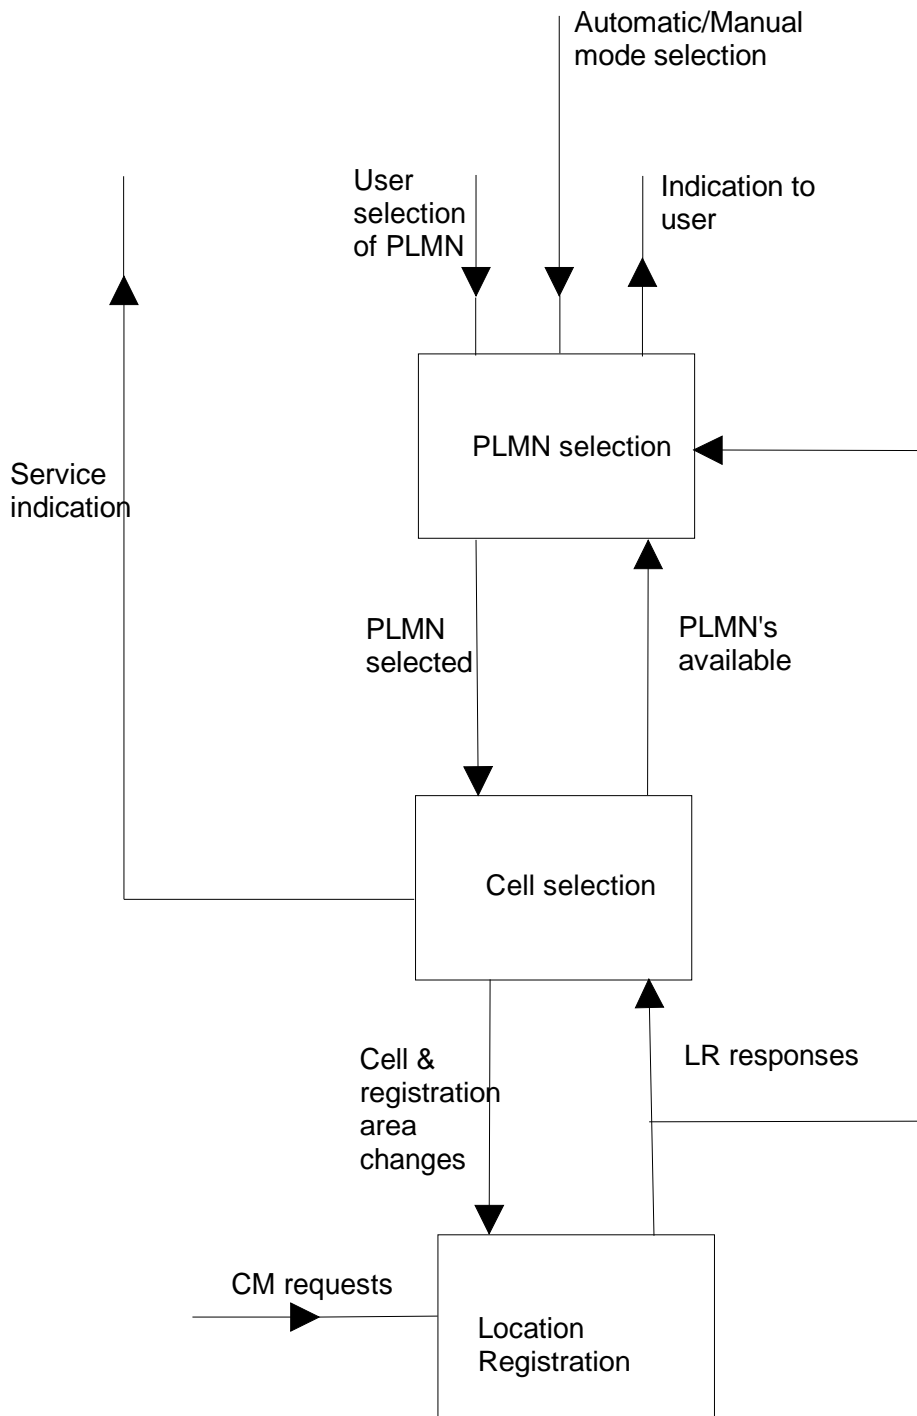 Automatic/Manual
mode selection
User
selection
of PLMN
Indication to
user
PLMN selection
Service
indication
PLMN
selected
PLMN's
available
Cell selection
Cell &
registration
area
changes
LR responses
CM requests
Location
Registration